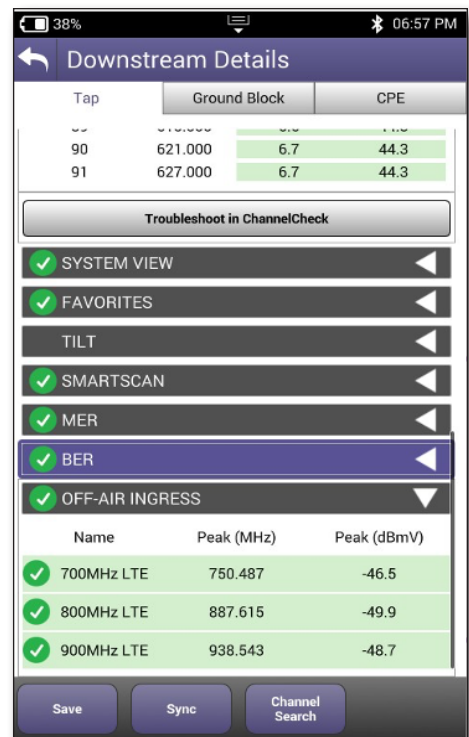 38% 06:57 PM
Downstream Details
Tap Ground Block CPE
90 621.000 6.7 44.3
91 627.000 6.7 44.3
Troubleshoot in ChannelCheck
SYSTEM VIEW
FAVORITES
TILT
SMARTSCAN
MER
BER
OFF-AIR INGRESS
Name Peak (MHz) Peak (dBmV)
700MHz LTE 750.487 -46.5
800MHz LTE 887.615 -49.9
900MHz LTE 938.543 -48.7
Save Sync Channel
Search